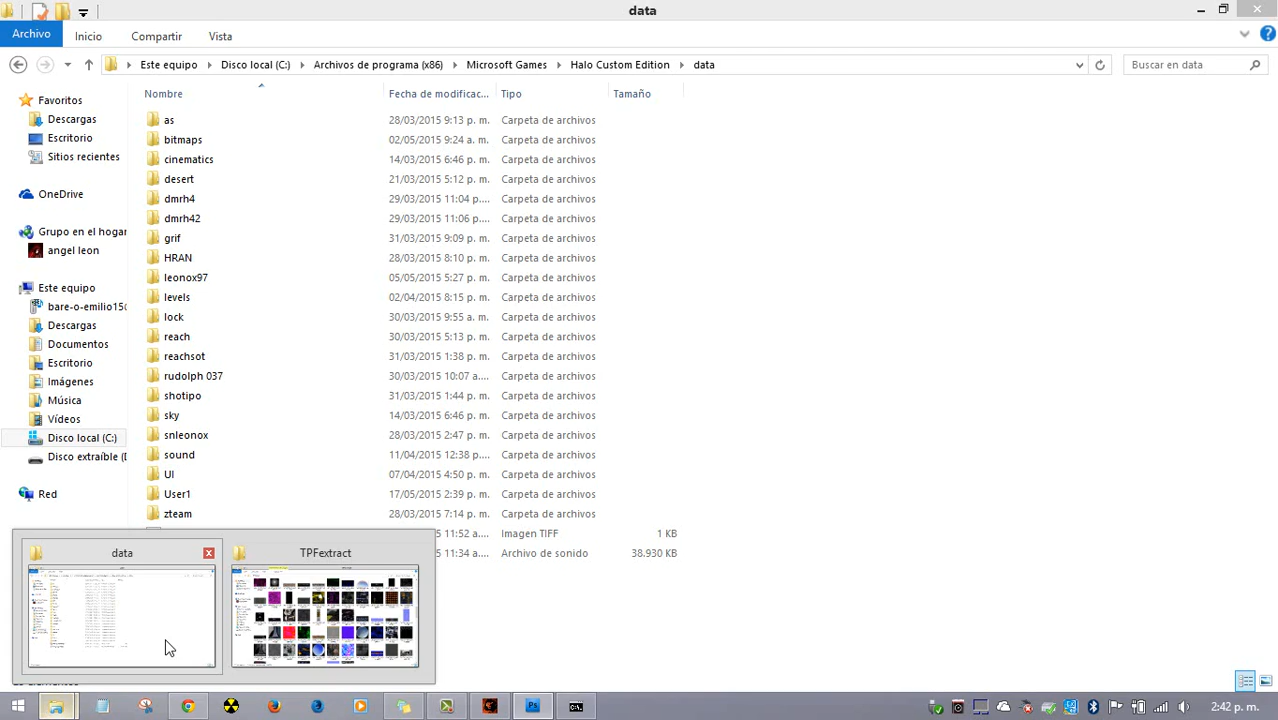 data
Archivo Inicio Compartir Vista
Este equipo Disco local (C:) Archivos de programa (x86) Microsoft Games Halo Custom Edition data Buscar en data
Nombre Fecha de modificac... Tipo Tamaño
Favoritos
Descargas
Escritorio
Sitios recientes
OneDrive
Grupo en el hogar
angel leon
Este equipo
bare-o-emilio150
Descargas
Documentos
Escritorio
Imágenes
Música
Vídeos
Disco local (C:)
Disco extraíble (D
Red
as 28/03/2015 9:13 p. m. Carpeta de archivos
bitmaps 02/05/2015 9:24 a. m. Carpeta de archivos
cinematics 14/03/2015 6:46 p. m. Carpeta de archivos
desert 21/03/2015 5:12 p. m. Carpeta de archivos
dmrh4 29/03/2015 11:04 p.... Carpeta de archivos
dmrh42 29/03/2015 11:06 p.... Carpeta de archivos
grif 31/03/2015 9:09 p. m. Carpeta de archivos
HRAN 28/03/2015 8:10 p. m. Carpeta de archivos
leonox97 05/05/2015 5:27 p. m. Carpeta de archivos
levels 02/04/2015 8:15 p. m. Carpeta de archivos
lock 30/03/2015 9:55 a. m. Carpeta de archivos
reach 30/03/2015 5:13 p. m. Carpeta de archivos
reachsot 31/03/2015 1:38 p. m. Carpeta de archivos
rudolph 037 30/03/2015 10:07 a.... Carpeta de archivos
shotipo 31/03/2015 1:44 p. m. Carpeta de archivos
sky 14/03/2015 6:46 p. m. Carpeta de archivos
snleonox 28/03/2015 2:47 p. m. Carpeta de archivos
sound 11/04/2015 12:38 p.... Carpeta de archivos
UI 07/04/2015 4:50 p. m. Carpeta de archivos
User1 17/05/2015 2:39 p. m. Carpeta de archivos
zteam 28/03/2015 7:14 p. m. Carpeta de archivos
11:52 a.... Imagen TIFF 1 KB
11:34 a.... Archivo de sonido 38.930 KB
data TPFextract
2:42 p. m.